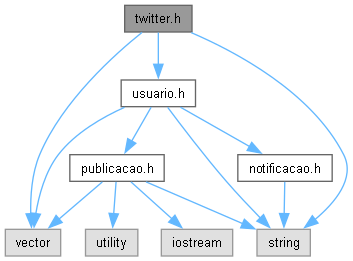 twitter.h
usuario.h
publicacao.h
notificacao.h
vector
utility
iostream
string